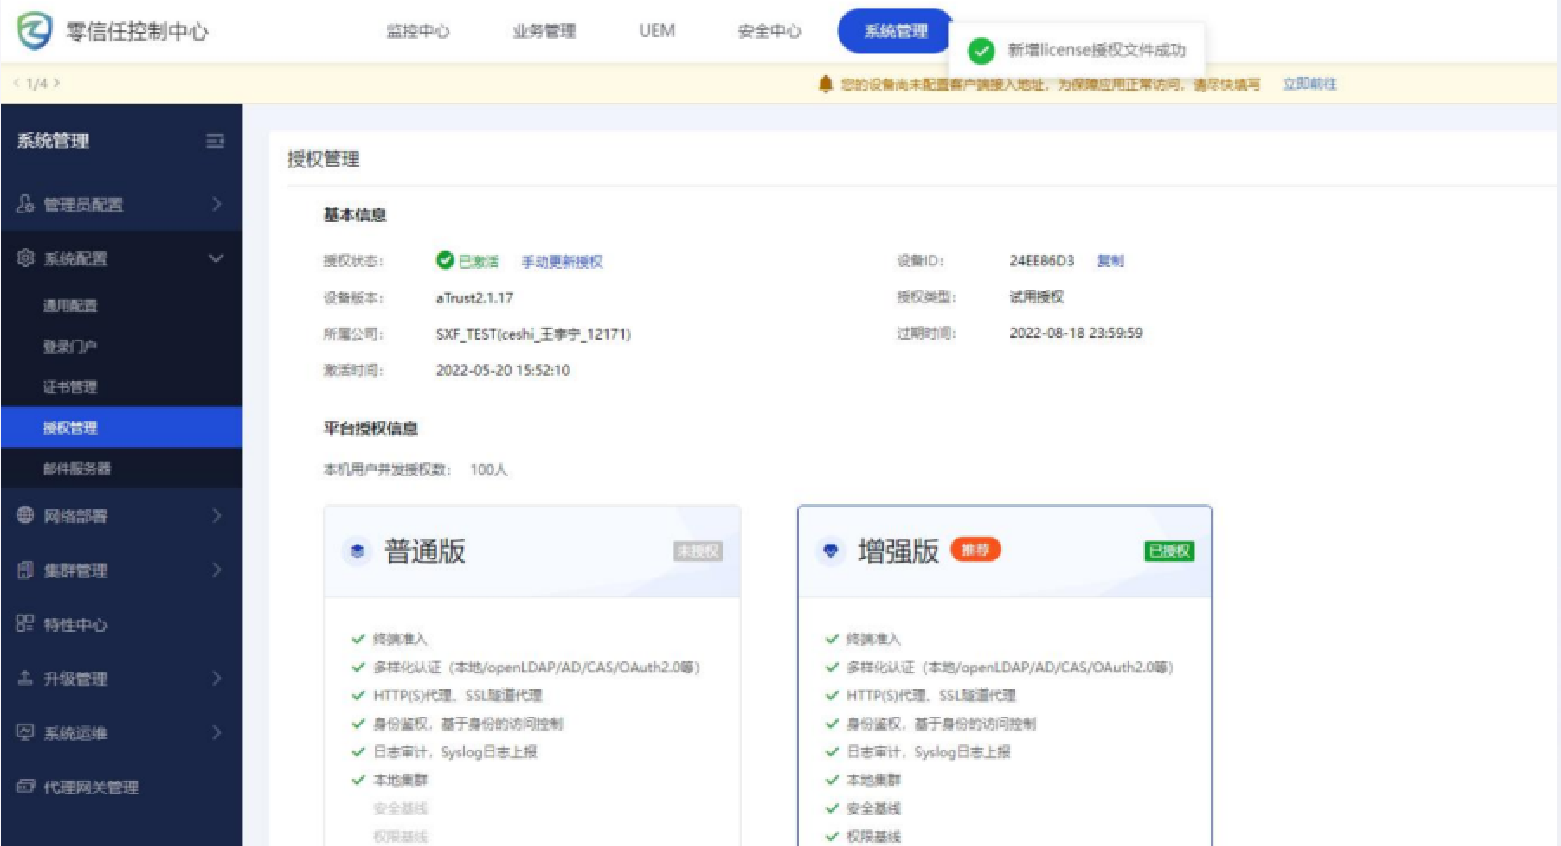 零信任控制中心
监控中心 业务管理 UEM 安全中心 系统管理
新增license授权文件成功
< 1/4 >
您的设备尚未配置客户端接入地址，为保障应用正常访问，请尽快填写 立即前往
系统管理
管理员配置
系统配置
通用配置
登录门户
证书管理
授权管理
邮件服务器
网络部署
集群管理
特性中心
升级管理
系统运维
代理网关管理
授权管理
基本信息
授权状态： 已激活 手动更新授权 设备ID： 24EE86D3 复制
设备版本： aTrust2.1.17 授权类型： 试用授权
所属公司： SXF_TEST(ceshi_王李宁_12171) 过期时间： 2022-08-18 23:59:59
激活时间： 2022-05-20 15:52:10
平台授权信息
本机用户并发授权数： 100人
普通版 未授权
终端准入
多样化认证（本地/openLDAP/AD/CAS/OAuth2.0等）
HTTP(S)代理、SSL隧道代理
身份鉴权，基于身份的访问控制
日志审计，Syslog日志上报
本地集群
安全基线
权限基线
增强版 推荐 已授权
终端准入
多样化认证（本地/openLDAP/AD/CAS/OAuth2.0等）
HTTP(S)代理、SSL隧道代理
身份鉴权，基于身份的访问控制
日志审计，Syslog日志上报
本地集群
安全基线
权限基线